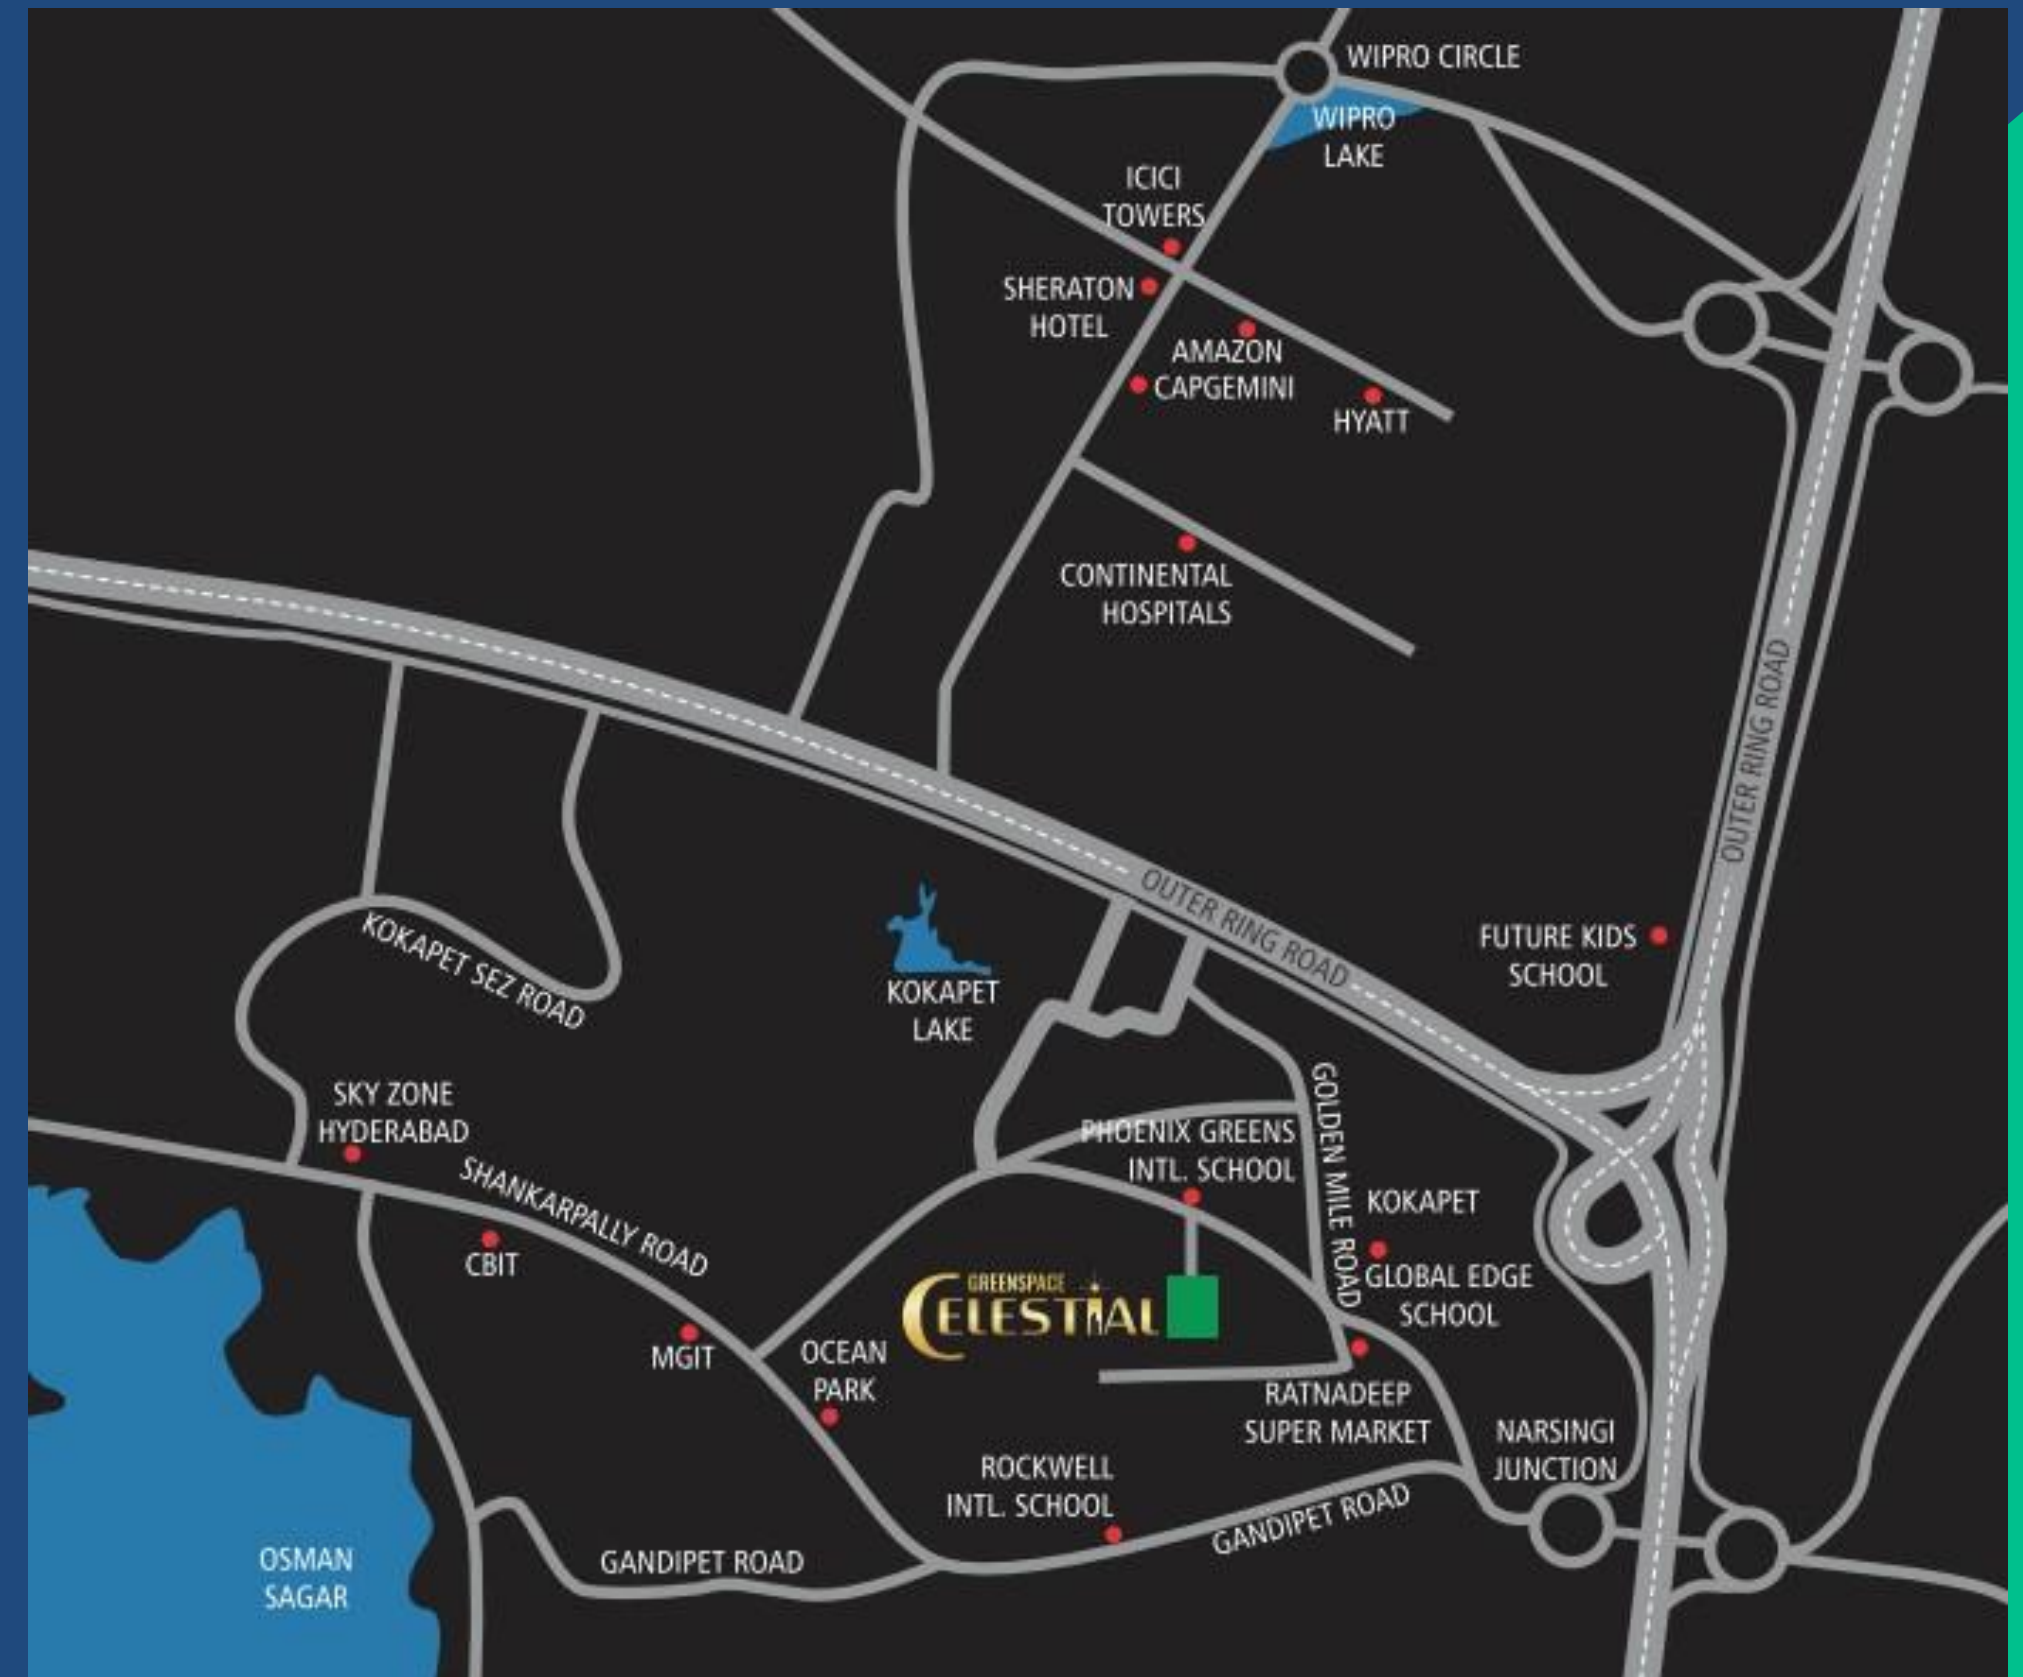 WIPRO CIRCLE
WIPRO
LAKE
ICICI
TOWERS
SHERATON
HOTEL
AMAZON
CAPGEMINI
HYATT
CONTINENTAL
HOSPITALS
OUTER RING ROAD
OUTER RING ROAD
FUTURE KIDS
SCHOOL
KOKAPET SEZ ROAD
KOKAPET
LAKE
SKY ZONE
HYDERABAD
SHANKARPALLY ROAD
PHOENIX GREENS
INTL. SCHOOL
GOLDEN MILE ROAD
KOKAPET
GLOBAL EDGE
SCHOOL
CBIT
GREENSPACE
CELESTIAL
MGIT
OCEAN
PARK
RATNADEEP
SUPER MARKET
NARSINGI
JUNCTION
ROCKWELL
INTL. SCHOOL
GANDIPET ROAD
GANDIPET ROAD
OSMAN
SAGAR